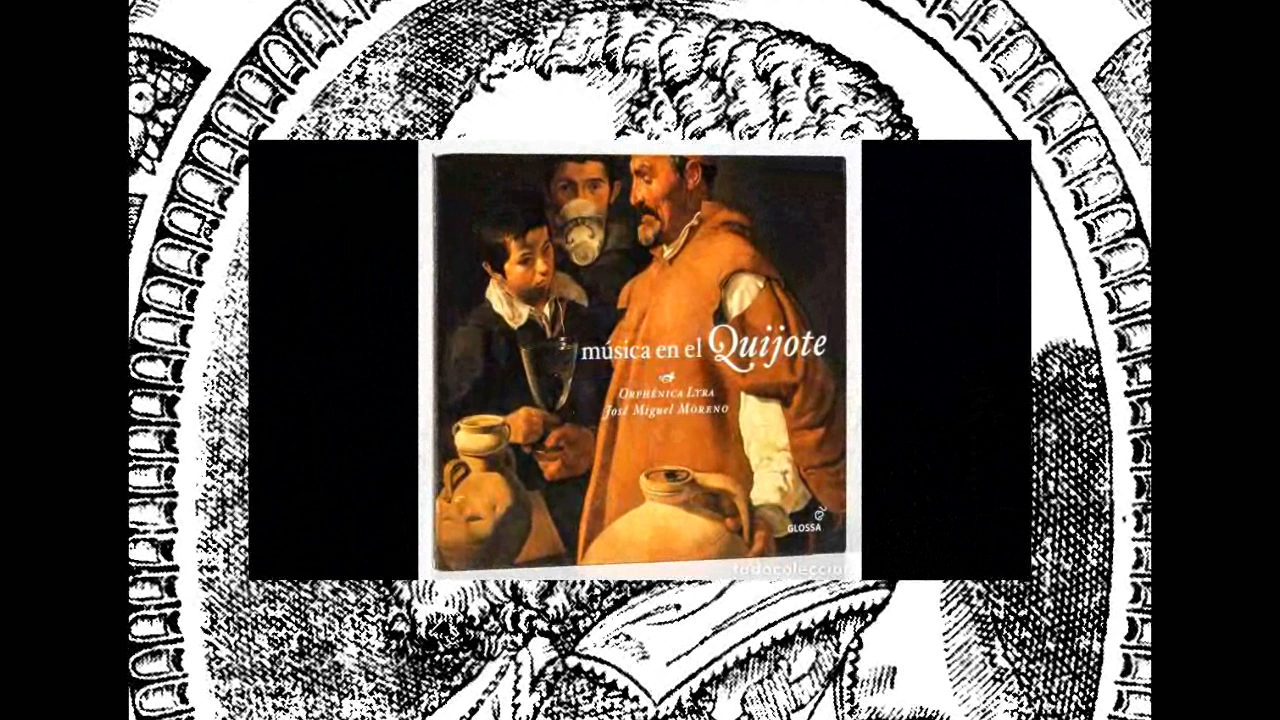 música en el Quijote
Orphénica Lyra
José Miguel Moreno
GLOSSA
todocoleccion